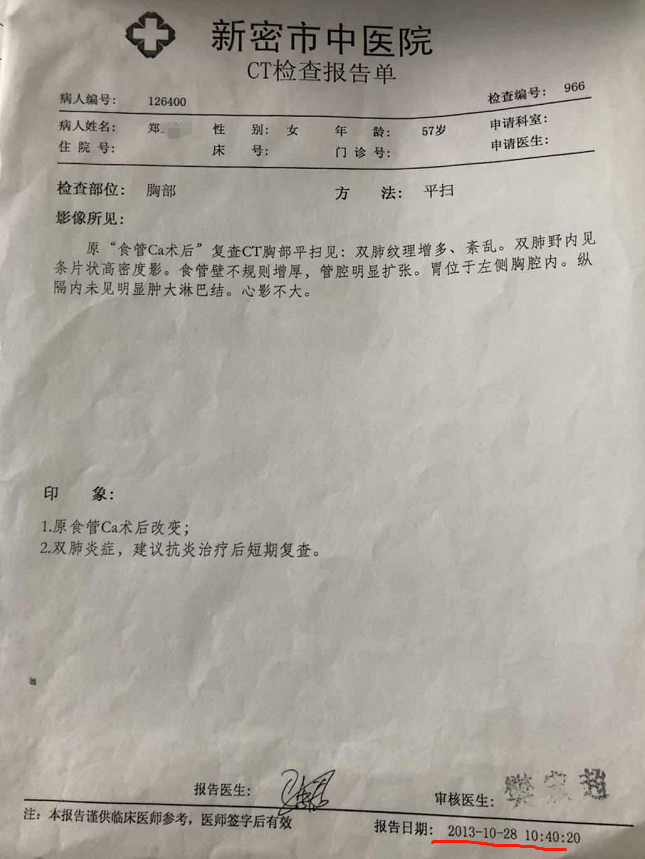 新密市中医院
CT检查报告单
病人编号： 126400 检查编号： 966
病人姓名： 郑 性 别： 女 年 龄： 57岁 申请科室：
住 院 号： 床 号： 门 诊 号： 申请医生：
检查部位： 胸部 方 法： 平扫
影像所见：
原“食管Ca术后”复查CT胸部平扫见：双肺纹理增多、紊乱。双肺野内见
条片状高密度影。食管壁不规则增厚，管腔明显扩张。胃位于左侧胸腔内。纵
隔内未见明显肿大淋巴结。心影不大。
印 象：
1.原食管Ca术后改变；
2.双肺炎症，建议抗炎治疗后短期复查。
报告医生： 审核医生：
注：本报告谨供临床医师参考，医师签字后有效 报告日期： 2013-10-28 10:40:20